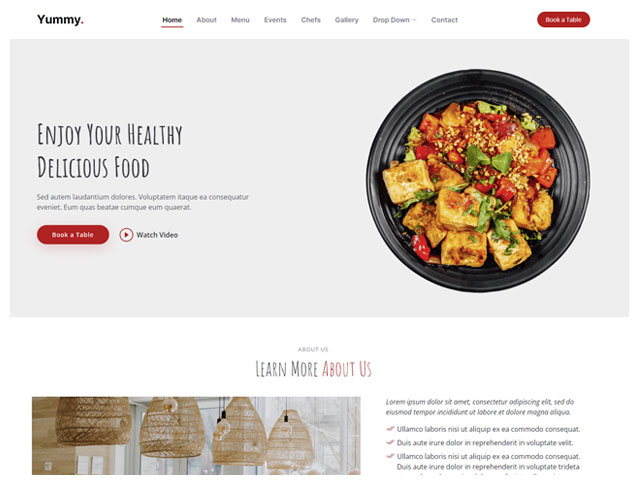 Yummy.
Home About Menu Events Chefs Gallery Drop Down Contact
Book a Table
Enjoy Your Healthy
Delicious Food
Sed autem laudantium dolores. Voluptatem itaque ea consequatur
eveniet. Eum quas beatae cumque eum quaerat.
Book a Table
Watch Video
ABOUT US
Learn More About Us
Lorem ipsum dolor sit amet, consectetur adipiscing elit, sed do
eiusmod tempor incididunt ut labore et dolore magna aliqua.
Ullamco laboris nisi ut aliquip ex ea commodo consequat.
Duis aute irure dolor in reprehenderit in voluptate velit.
Ullamco laboris nisi ut aliquip ex ea commodo consequat.
Duis aute irure dolor in reprehenderit in voluptate trideta